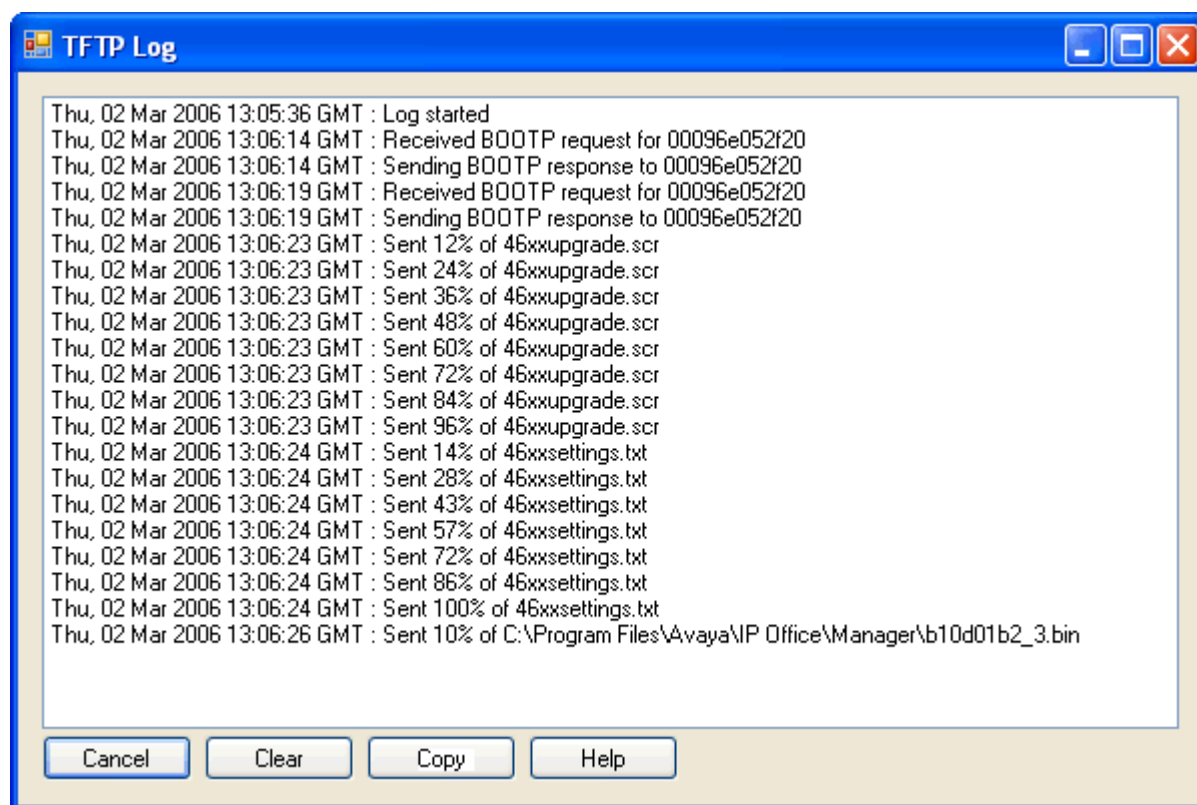 TFTP Log
Thu, 02 Mar 2006 13:05:36 GMT : Log started
Thu, 02 Mar 2006 13:06:14 GMT : Received BOOTP request for 00096e052f20
Thu, 02 Mar 2006 13:06:14 GMT : Sending BOOTP response to 00096e052f20
Thu, 02 Mar 2006 13:06:19 GMT : Received BOOTP request for 00096e052f20
Thu, 02 Mar 2006 13:06:19 GMT : Sending BOOTP response to 00096e052f20
Thu, 02 Mar 2006 13:06:23 GMT : Sent 12% of 46xxupgrade.scr
Thu, 02 Mar 2006 13:06:23 GMT : Sent 24% of 46xxupgrade.scr
Thu, 02 Mar 2006 13:06:23 GMT : Sent 36% of 46xxupgrade.scr
Thu, 02 Mar 2006 13:06:23 GMT : Sent 48% of 46xxupgrade.scr
Thu, 02 Mar 2006 13:06:23 GMT : Sent 60% of 46xxupgrade.scr
Thu, 02 Mar 2006 13:06:23 GMT : Sent 72% of 46xxupgrade.scr
Thu, 02 Mar 2006 13:06:23 GMT : Sent 84% of 46xxupgrade.scr
Thu, 02 Mar 2006 13:06:23 GMT : Sent 96% of 46xxupgrade.scr
Thu, 02 Mar 2006 13:06:24 GMT : Sent 14% of 46xxsettings.txt
Thu, 02 Mar 2006 13:06:24 GMT : Sent 28% of 46xxsettings.txt
Thu, 02 Mar 2006 13:06:24 GMT : Sent 43% of 46xxsettings.txt
Thu, 02 Mar 2006 13:06:24 GMT : Sent 57% of 46xxsettings.txt
Thu, 02 Mar 2006 13:06:24 GMT : Sent 72% of 46xxsettings.txt
Thu, 02 Mar 2006 13:06:24 GMT : Sent 86% of 46xxsettings.txt
Thu, 02 Mar 2006 13:06:24 GMT : Sent 100% of 46xxsettings.txt
Thu, 02 Mar 2006 13:06:26 GMT : Sent 10% of C:\Program Files\Avaya\IP Office\Manager\b10d01b2_3.bin
Cancel Clear Copy Help